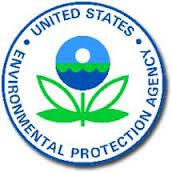 UNITED STATES
ENVIRONMENTAL PROTECTION AGENCY